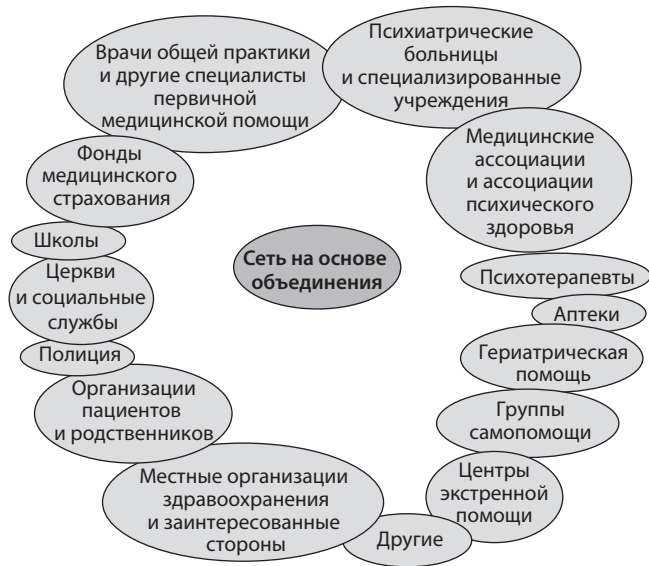 Врачи общей практики
и другие специалисты
первичной
медицинской помощи
Психиатрические
больницы
и специализированные
учреждения
Медицинские
ассоциации
и ассоциации
психического
здоровья
Психотерапевты
Аптеки
Гериатрическая
помощь
Группы
самопомощи
Центры
экстренной
помощи
Другие
Местные организации
здравоохранения
и заинтересованные
стороны
Организации
пациентов
и родственников
Полиция
Церкви
и социальные
службы
Школы
Фонды
медицинского
страхования
Сеть на основе
объединения